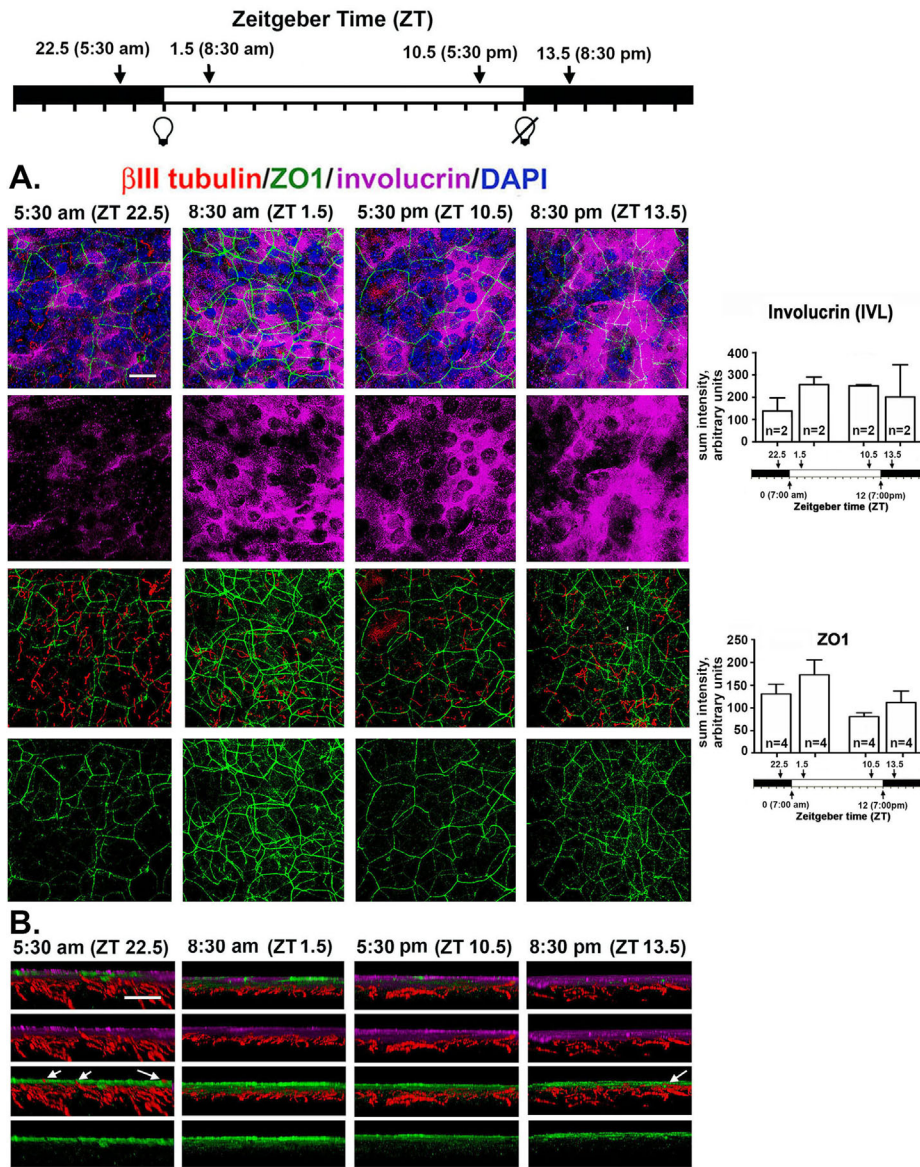 Zeitgeber Time (ZT)
22.5 (5:30 am) 1.5 (8:30 am) 10.5 (5:30 pm) 13.5 (8:30 pm)
A.
βIII tubulin/ZO1/involucrin/DAPI
5:30 am (ZT 22.5) 8:30 am (ZT 1.5) 5:30 pm (ZT 10.5) 8:30 pm (ZT 13.5)
Involucrin (IVL)
sum intensity,
arbitrary units
400
300
200
100
0
n=2 n=2 n=2 n=2
22.5 1.5 10.5 13.5
0 (7:00 am) 12 (7:00pm)
Zeitgeber time (ZT)
ZO1
sum intensity,
arbitrary units
250
200
150
100
50
0
n=4 n=4 n=4 n=4
22.5 1.5 10.5 13.5
0 (7:00 am) 12 (7:00pm)
Zeitgeber time (ZT)
B.
5:30 am (ZT 22.5) 8:30 am (ZT 1.5) 5:30 pm (ZT 10.5) 8:30 pm (ZT 13.5)